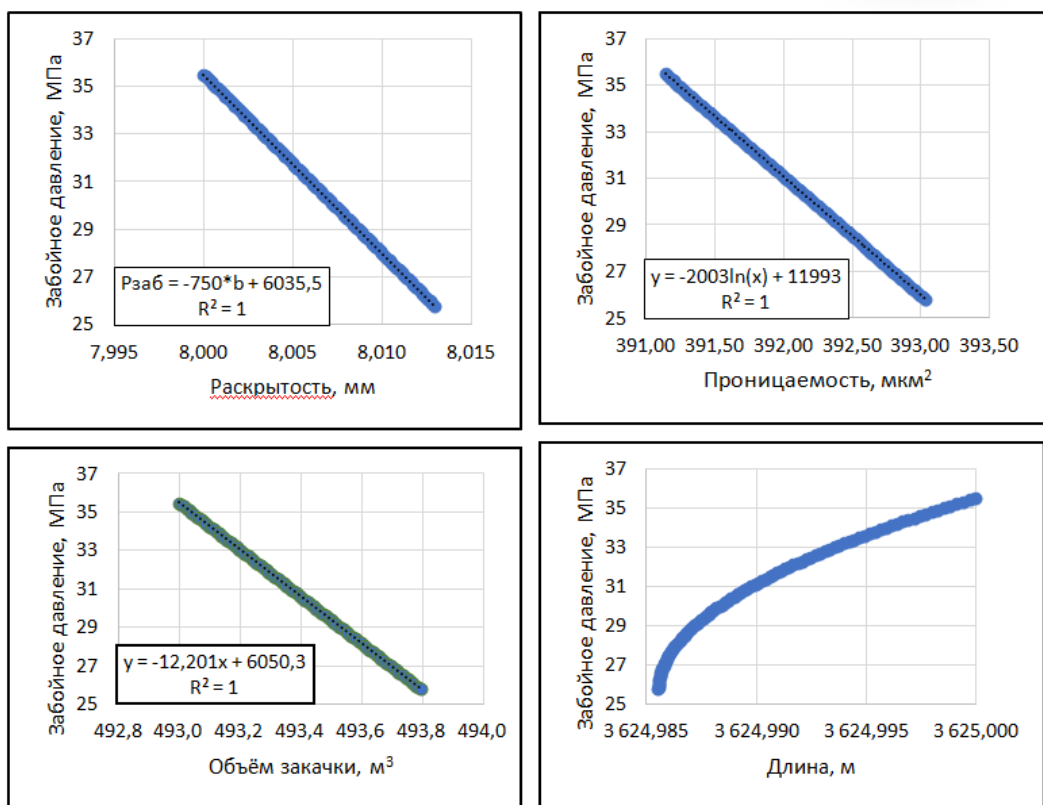 37
35
33
31
29
27
25
Забойное давление, МПа
Pзаб = -750*b + 6035,5
R² = 1
7,995 8,000 8,005 8,010 8,015
Раскрытость, мм
37
35
33
31
29
27
25
Забойное давление, МПа
y = -2003ln(x) + 11993
R² = 1
391,00 391,50 392,00 392,50 393,00 393,50
Проницаемость, мкм²
37
35
33
31
29
27
25
Забойное давление, МПа
y = -12,201x + 6050,3
R² = 1
492,8 493,0 493,2 493,4 493,6 493,8 494,0
Объём закачки, м³
37
35
33
31
29
27
25
Забойное давление, МПа
3 624,985 3 624,990 3 624,995 3 625,000
Длина, м